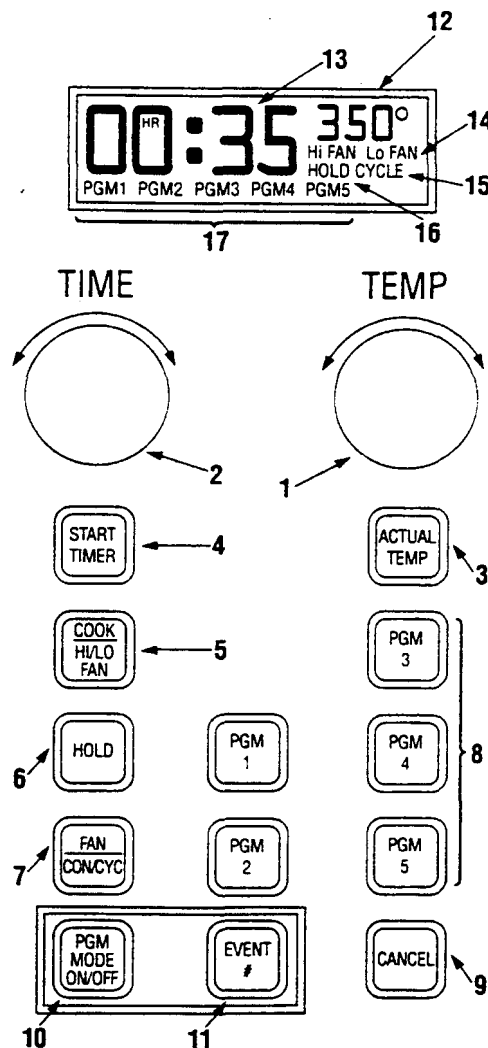 12
13
00:35 350°
HR
14
Hi FAN Lo FAN
HOLD CYCLE
15
PGM1 PGM2 PGM3 PGM4 PGM5
16
17
TIME TEMP
2
1
START TIMER
4
ACTUAL TEMP
3
COOK
HI/LO
FAN
5
PGM
3
HOLD
6
PGM
1
PGM
4
8
FAN
CON/CYC
7
PGM
2
PGM
5
PGM
MODE
ON/OFF
EVENT
#
CANCEL
9
10
11